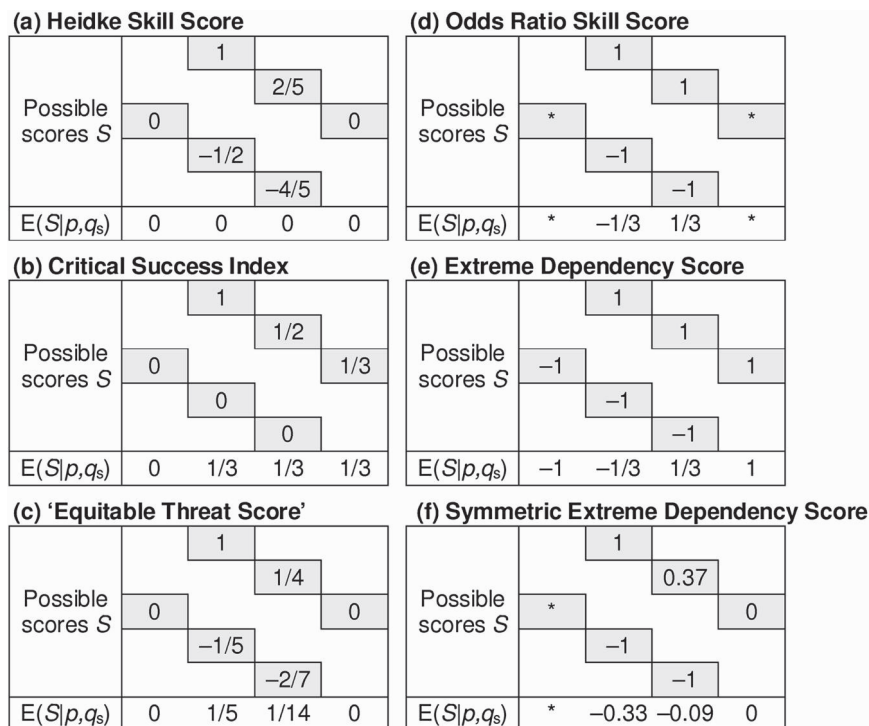 (a) Heidke Skill Score
1
2/5
Possible
scores S
0 0
−1/2
−4/5
E(S|p,qs) 0 0 0 0
(b) Critical Success Index
1
1/2
Possible
scores S
0 1/3
0
0
E(S|p,qs) 0 1/3 1/3 1/3
(c) ‘Equitable Threat Score’
1
1/4
Possible
scores S
0 0
−1/5
−2/7
E(S|p,qs) 0 1/5 1/14 0
(d) Odds Ratio Skill Score
1
1
Possible
scores S
* *
−1
−1
E(S|p,qs) * −1/3 1/3 *
(e) Extreme Dependency Score
1
1
Possible
scores S
−1 1
−1
−1
E(S|p,qs) −1 −1/3 1/3 1
(f) Symmetric Extreme Dependency Score
1
0.37
Possible
scores S
* 0
−1
−1
E(S|p,qs) * −0.33 −0.09 0